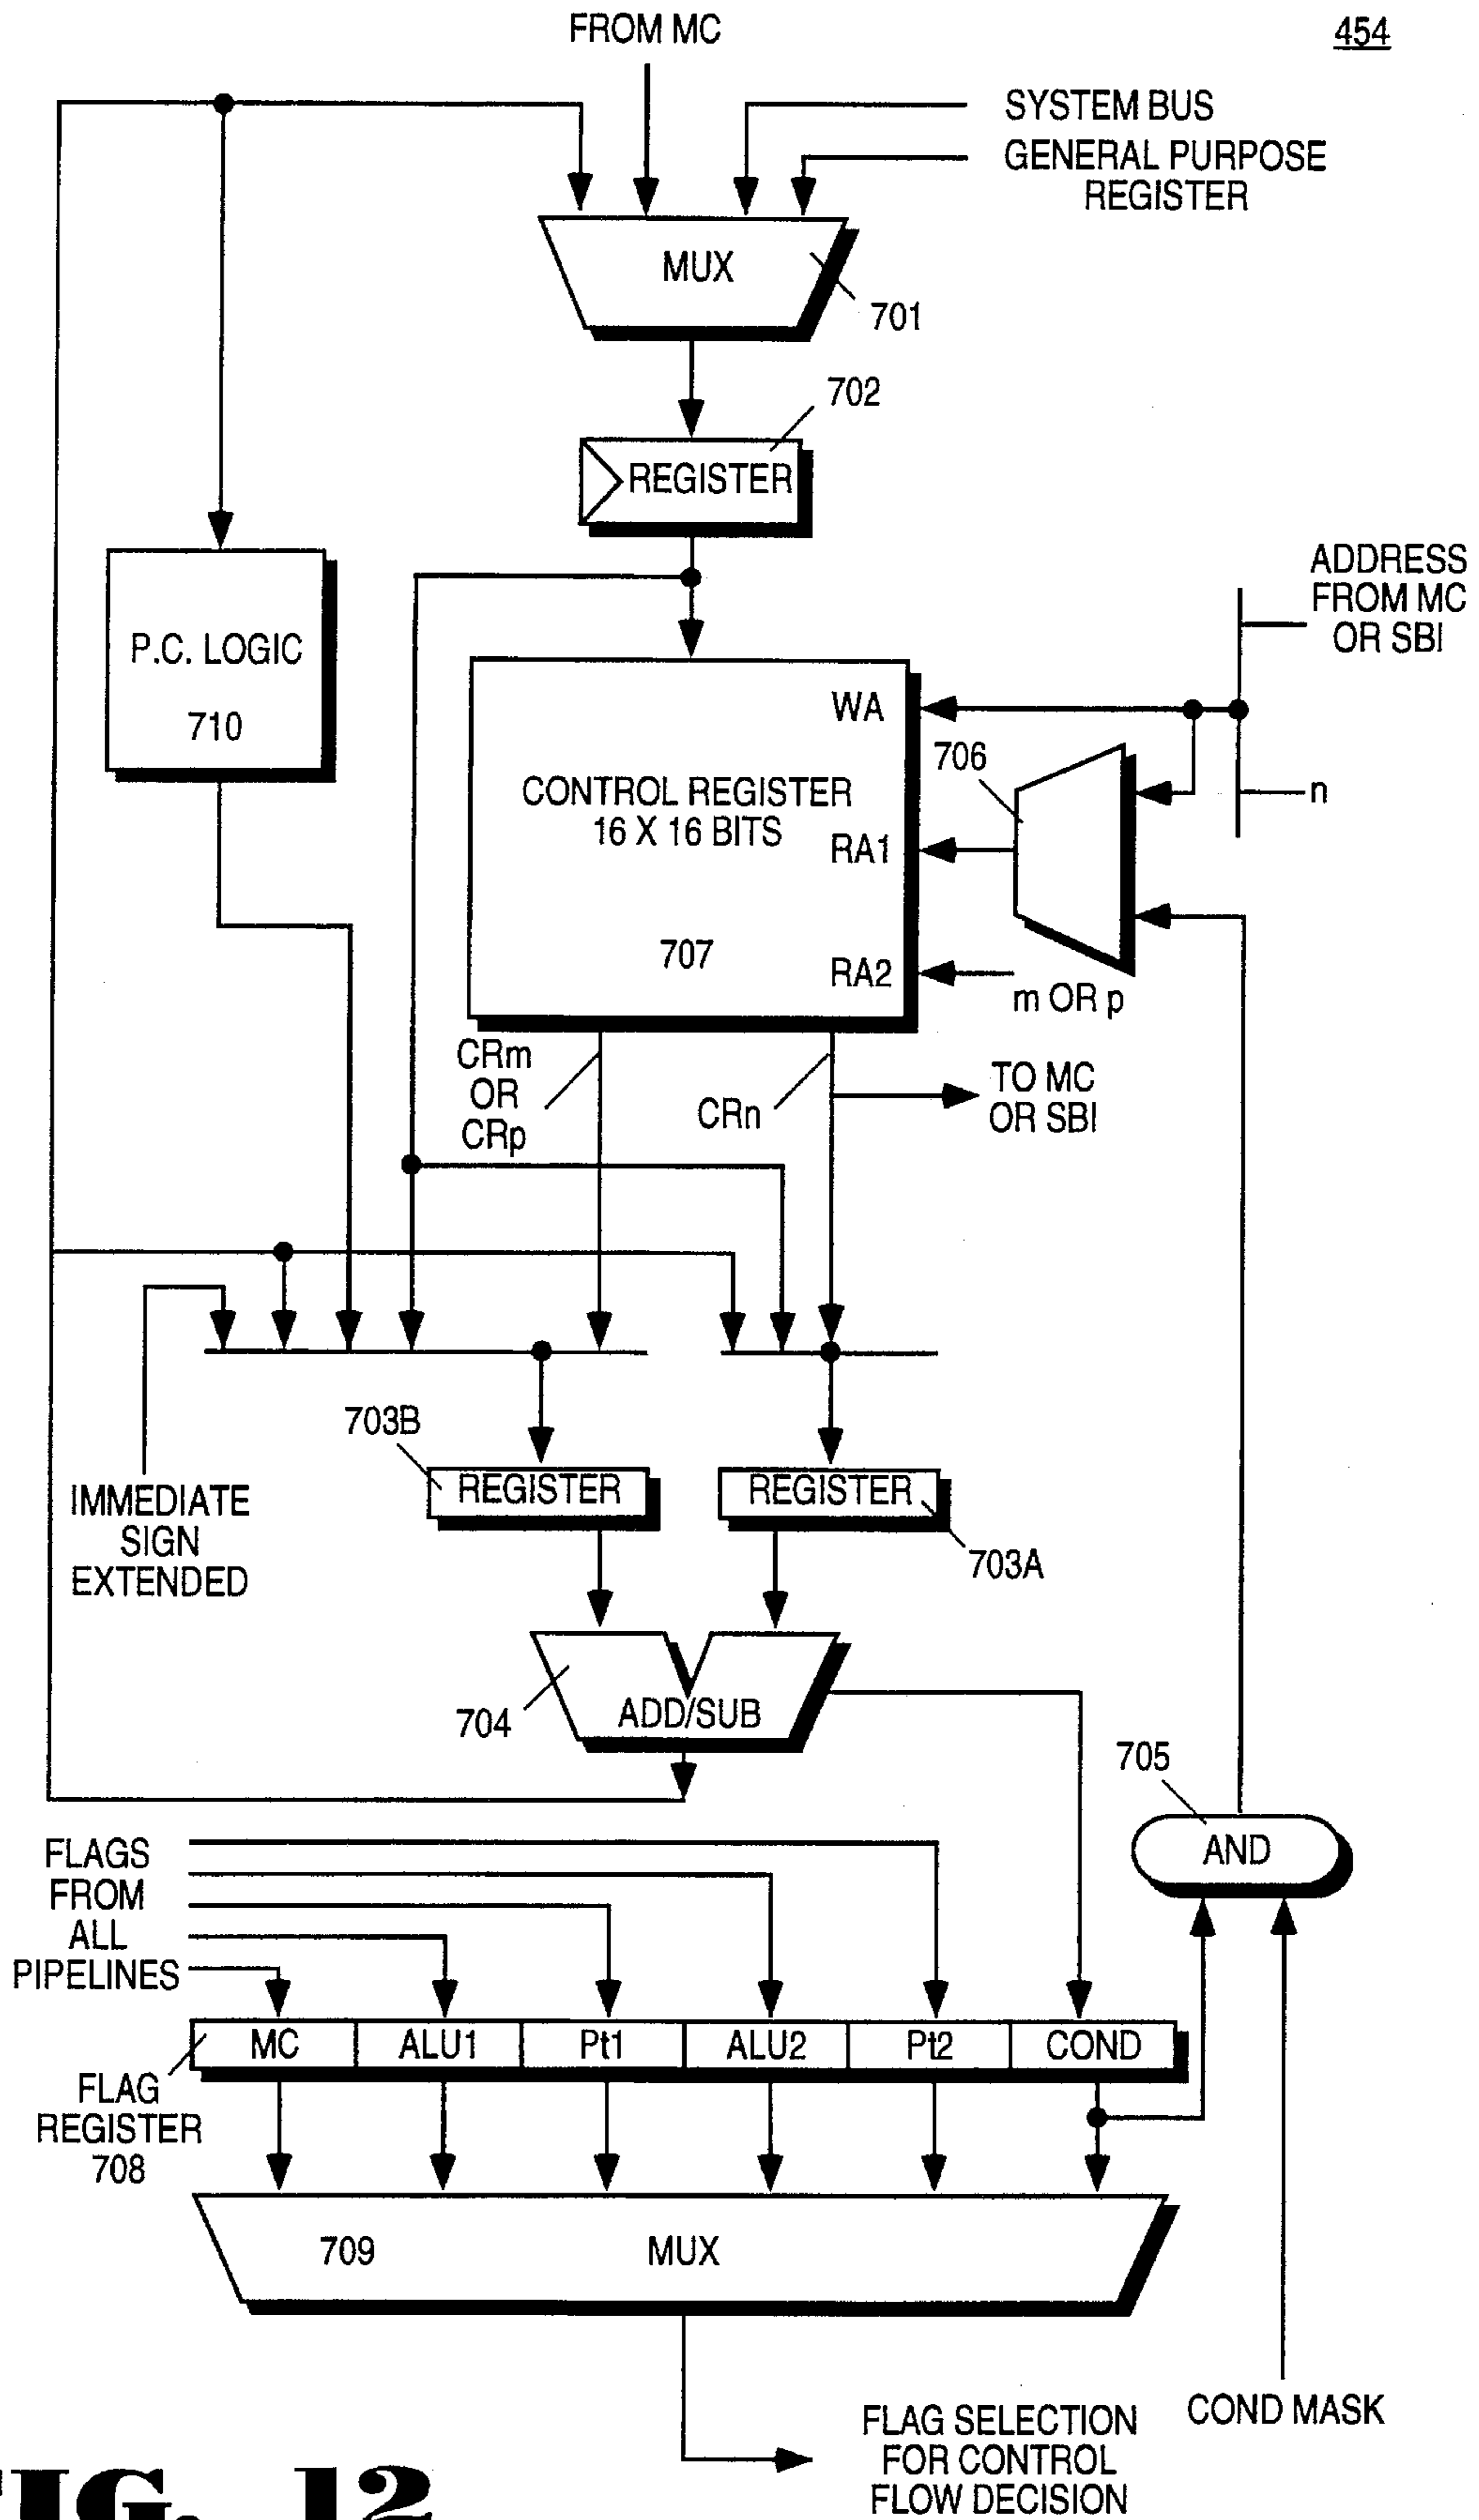 FROM MC
454
SYSTEM BUS
GENERAL PURPOSE
REGISTER
MUX
701
702
REGISTER
ADDRESS
FROM MC
OR SBI
P.C. LOGIC
710
WA
706
n
CONTROL REGISTER
16 X 16 BITS
RA1
707
RA2
m OR p
CRm
OR
CRp
CRn
TO MC
OR SBI
703B
REGISTER
REGISTER
703A
IMMEDIATE
SIGN
EXTENDED
704
ADD/SUB
705
AND
FLAGS
FROM
ALL
PIPELINES
MC
ALU1
Pt1
ALU2
Pt2
COND
FLAG
REGISTER
708
709
MUX
COND MASK
FLAG SELECTION
FOR CONTROL
FLOW DECISION
FIG. 12